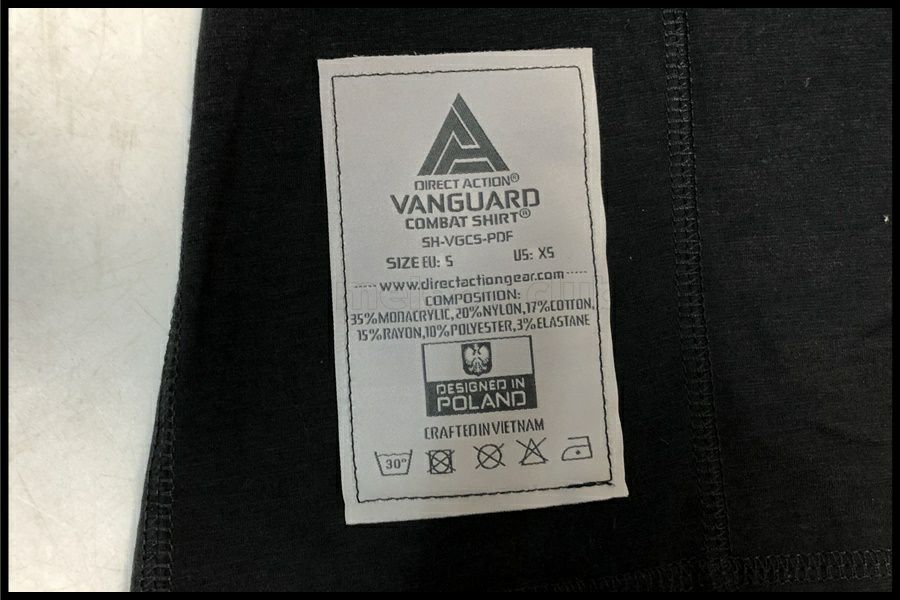 DIRECT ACTION®
VANGUARD
COMBAT SHIRT®
SH-VGCS-PDF
SIZE EU: S US: XS
www.directactiongear.com
COMPOSITION:
35%MODACRYLIC,20%NYLON,17%COTTON,
15%RAYON,10%POLYESTER,3%ELASTANE
DESIGNED IN
POLAND
CRAFTED IN VIETNAM
30°